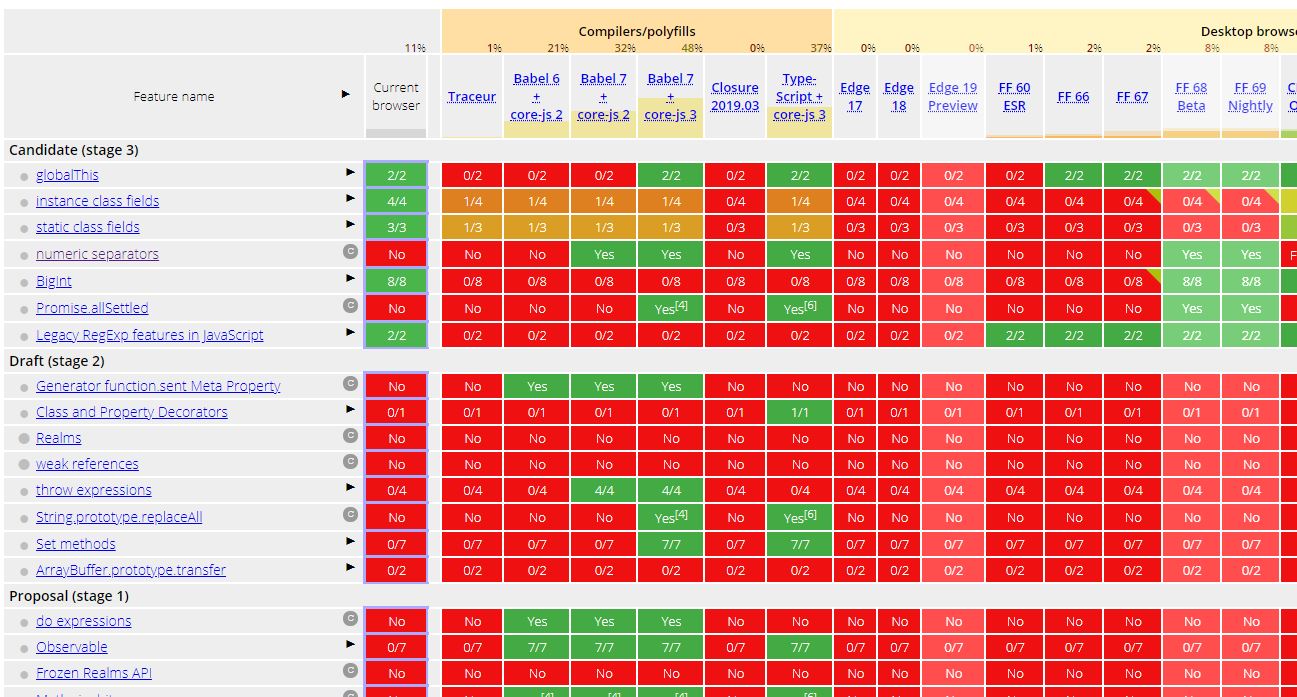 Compilers/polyfills Desktop brows
11% 1% 21% 32% 48% 0% 37% 0% 0% 0% 1% 2% 2% 8% 8%
Feature name ► Current browser Traceur Babel 6 + core-js 2 Babel 7 + core-js 2 Babel 7 + core-js 3 Closure 2019.03 Type-Script + core-js 3 Edge 17 Edge 18 Edge 19 Preview FF 60 ESR FF 66 FF 67 FF 68 Beta FF 69 Nightly
Candidate (stage 3)
globalThis ► 2/2 0/2 0/2 0/2 2/2 0/2 2/2 0/2 0/2 0/2 0/2 2/2 2/2 2/2 2/2
instance class fields ► 4/4 1/4 1/4 1/4 1/4 0/4 1/4 0/4 0/4 0/4 0/4 0/4 0/4 0/4 0/4
static class fields ► 3/3 1/3 1/3 1/3 1/3 0/3 1/3 0/3 0/3 0/3 0/3 0/3 0/3 0/3 0/3
numeric separators C No No No Yes Yes No Yes No No No No No No Yes Yes F
BigInt ► 8/8 0/8 0/8 0/8 0/8 0/8 0/8 0/8 0/8 0/8 0/8 0/8 0/8 8/8 8/8
Promise.allSettled C No No No No Yes[4] No Yes[6] No No No No No No Yes Yes
Legacy RegExp features in JavaScript ► 2/2 0/2 0/2 0/2 0/2 0/2 0/2 0/2 0/2 0/2 2/2 2/2 2/2 2/2 2/2
Draft (stage 2)
Generator function.sent Meta Property C No No Yes Yes Yes No No No No No No No No No No
Class and Property Decorators ► 0/1 0/1 0/1 0/1 0/1 0/1 1/1 0/1 0/1 0/1 0/1 0/1 0/1 0/1 0/1
Realms C No No No No No No No No No No No No No No No
weak references C No No No No No No No No No No No No No No No
throw expressions ► 0/4 0/4 0/4 4/4 4/4 0/4 0/4 0/4 0/4 0/4 0/4 0/4 0/4 0/4 0/4
String.prototype.replaceAll C No No No No Yes[4] No Yes[6] No No No No No No No No
Set methods ► 0/7 0/7 0/7 0/7 7/7 0/7 7/7 0/7 0/7 0/7 0/7 0/7 0/7 0/7 0/7
ArrayBuffer.prototype.transfer ► 0/2 0/2 0/2 0/2 0/2 0/2 0/2 0/2 0/2 0/2 0/2 0/2 0/2 0/2 0/2
Proposal (stage 1)
do expressions C No No Yes Yes Yes No No No No No No No No No No
Observable ► 0/7 0/7 7/7 7/7 7/7 0/7 7/7 0/7 0/7 0/7 0/7 0/7 0/7 0/7 0/7
Frozen Realms API C No No No No No No No No No No No No No No No
[4] [4] [4] [6]